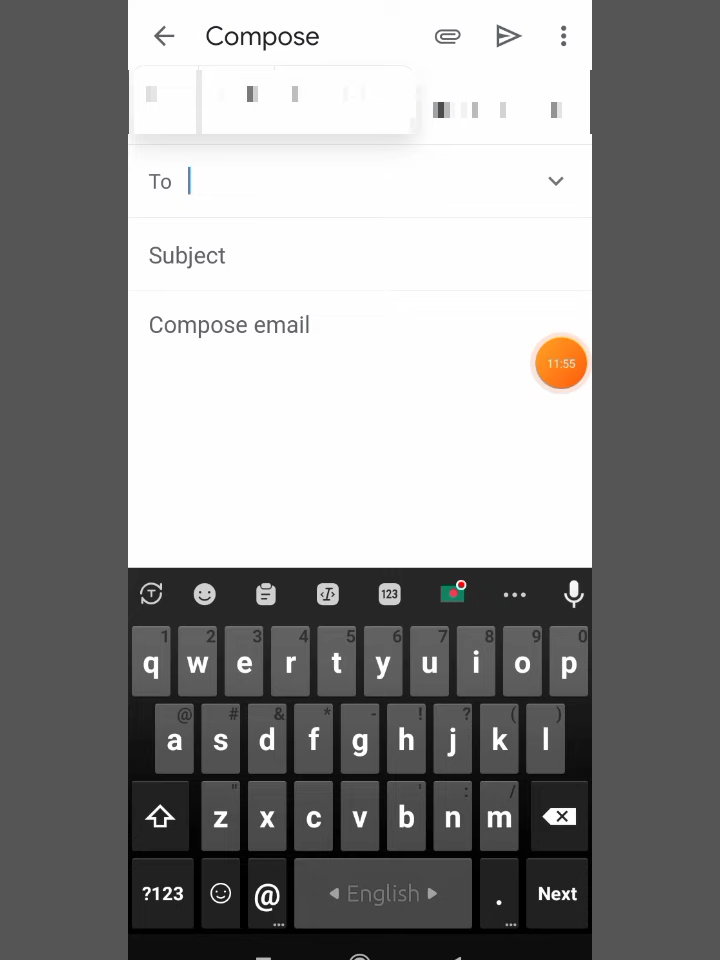 Compose
To
Subject
Compose email
11:55
T I 123
1 2 3 4 5 6 7 8 9 0
q w e r t y u i o p
@ # & * - ! ? ( )
a s d f g h j k l
" ' : /
z x c v b n m
?123 @ English . Next